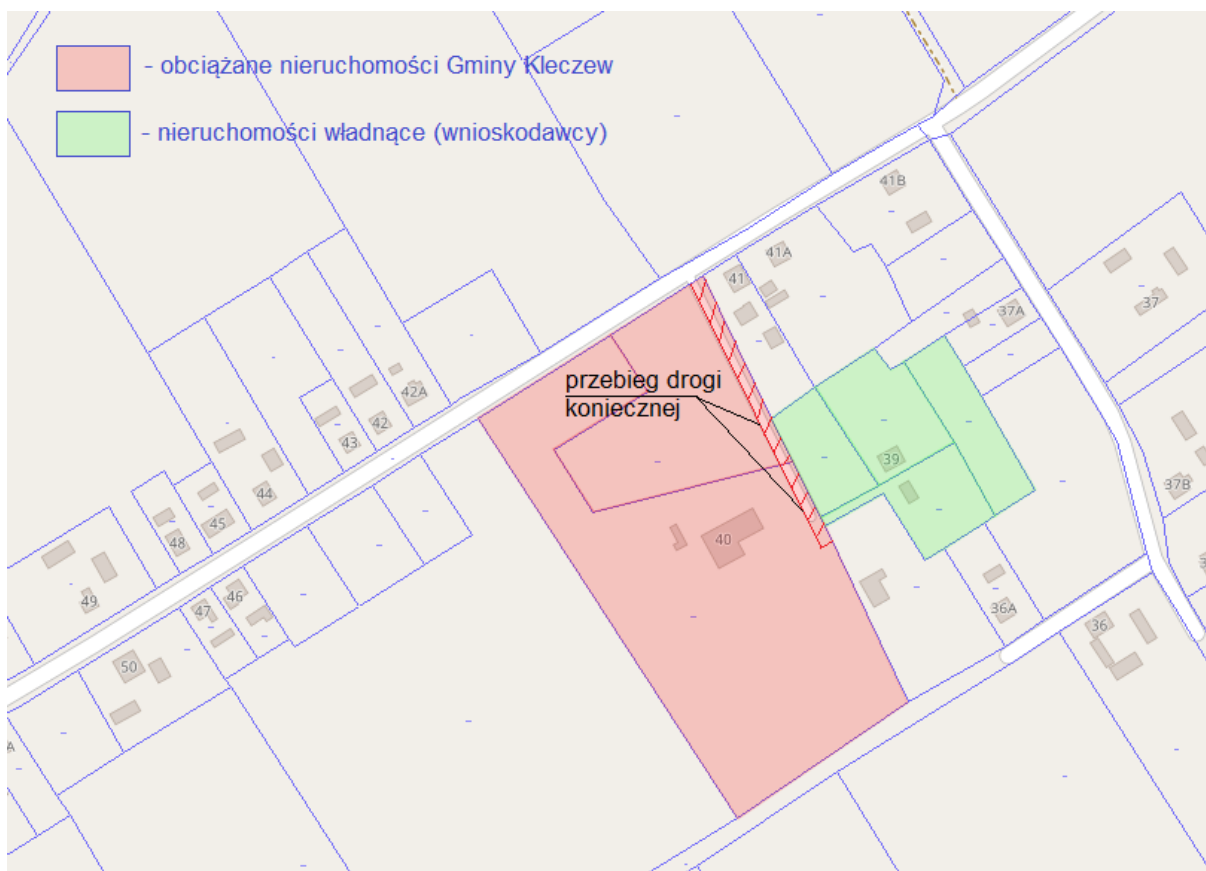 - obciążane nieruchomości Gminy Kleczew
- nieruchomości władnące (wnioskodawcy)
41B
41A
41
37
37A
przebieg drogi
koniecznej
42A
42
43
44
45
48
39
37B
40
49
46
47
36A
36
50
A